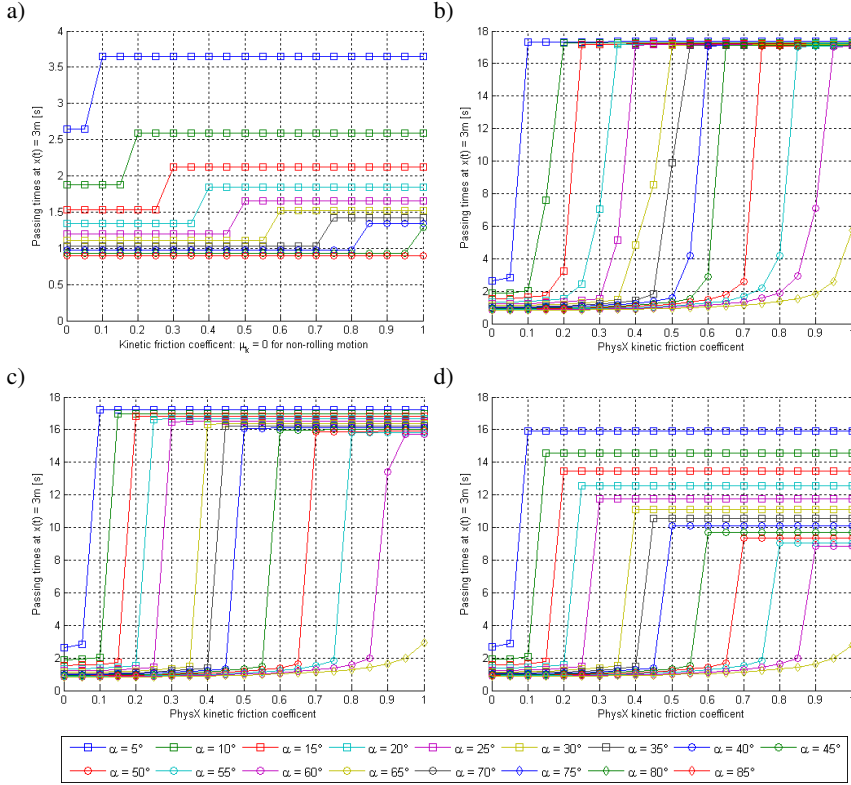 a)
4
3.5
3
2.5
2
1.5
1
0.5
0
Passing times at x(t) = 3m [s]
0 0.1 0.2 0.3 0.4 0.5 0.6 0.7 0.8 0.9 1
Kinetic friction coefficent: μk = 0 for non-rolling motion
b)
18
16
14
12
10
8
6
4
2
0
Passing times at x(t) = 3m [s]
0 0.1 0.2 0.3 0.4 0.5 0.6 0.7 0.8 0.9 1
PhysX kinetic friction coefficent
c)
18
16
14
12
10
8
6
4
2
0
Passing times at x(t) = 3m [s]
0 0.1 0.2 0.3 0.4 0.5 0.6 0.7 0.8 0.9 1
PhysX kinetic friction coefficent
d)
18
16
14
12
10
8
6
4
2
0
Passing times at x(t) = 3m [s]
0 0.1 0.2 0.3 0.4 0.5 0.6 0.7 0.8 0.9 1
PhysX kinetic friction coefficent
α = 5° α = 10° α = 15° α = 20° α = 25° α = 30° α = 35° α = 40° α = 45°
α = 50° α = 55° α = 60° α = 65° α = 70° α = 75° α = 80° α = 85°